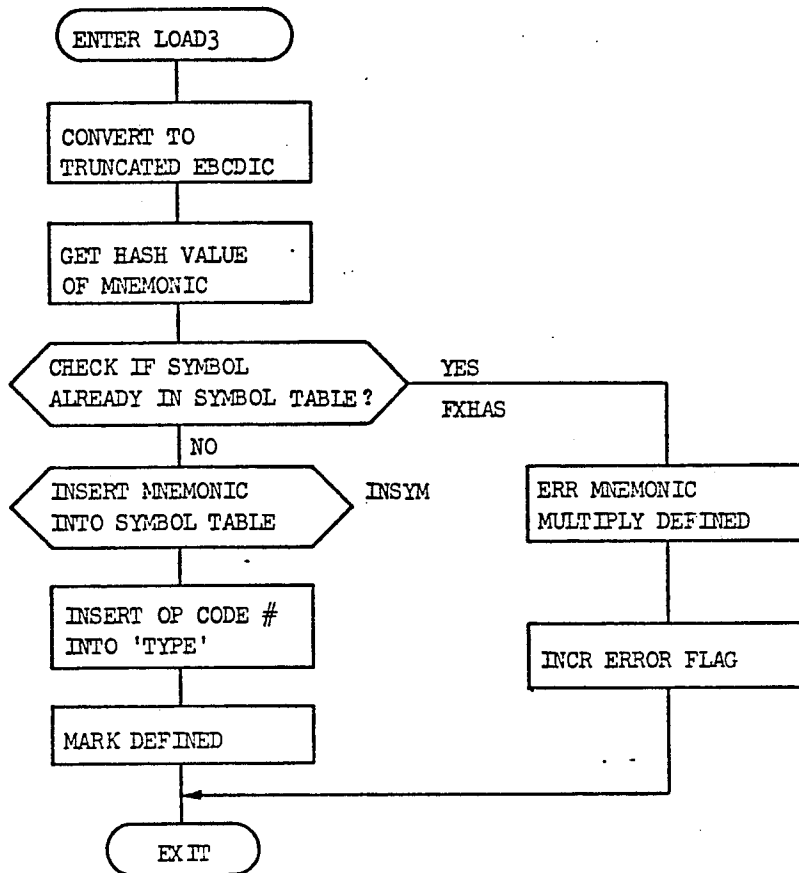 ENTER LOAD3
CONVERT TO
TRUNCATED EBCDIC
GET HASH VALUE
OF MNEMONIC
CHECK IF SYMBOL
ALREADY IN SYMBOL TABLE?
YES
FXHAS
NO
INSERT MNEMONIC
INTO SYMBOL TABLE
INSYM
ERR MNEMONIC
MULTIPLY DEFINED
INSERT OP CODE #
INTO 'TYPE'
INCR ERROR FLAG
MARK DEFINED
EXIT